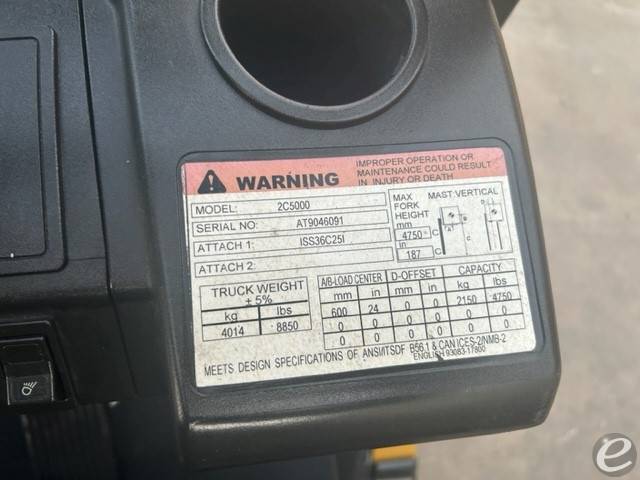 WARNING
IMPROPER OPERATION OR
MAINTENANCE COULD RESULT
IN INJURY OR DEATH
MODEL: 2C5000
SERIAL NO: AT9046091
ATTACH 1: ISS36C25I
ATTACH 2:
MAX
FORK
HEIGHT
mm
4750
in
187
MAST:VERTICAL
A
B
C
C
D
TRUCK WEIGHT
± 5%
kg lbs
4014 8850
A/B-LOAD CENTER D-OFFSET CAPACITY
mm in mm in kg lbs
600 24 0 0 2150 4750
0 0 0 0 0 0
0 0 0 0 0 0
MEETS DESIGN SPECIFICATIONS OF ANSI/ITSDF B56.1 & CAN ICES-2/NMB-2
ENGLISH 93083-17800
e